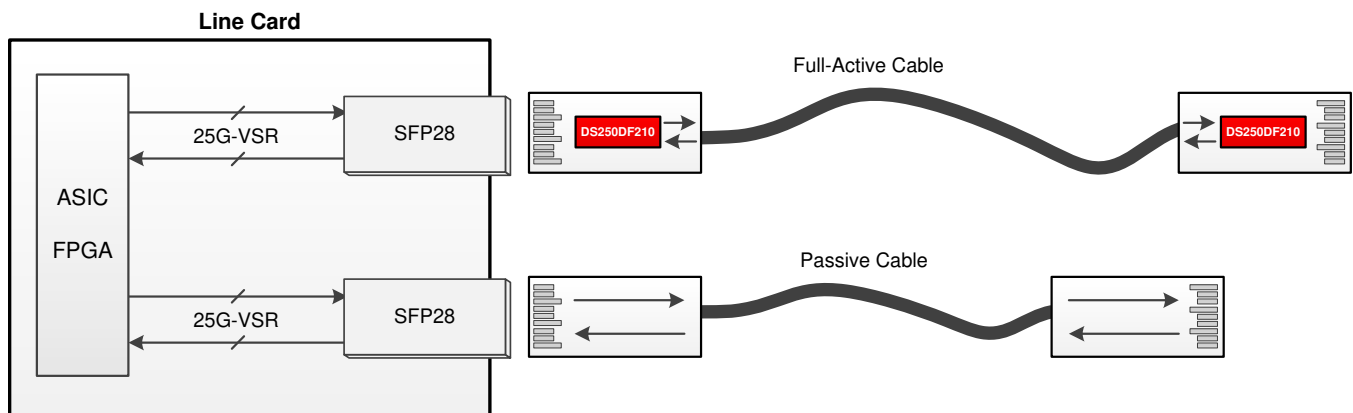 Line Card
Full-Active Cable
SFP28
DS250DF210
DS250DF210
25G-VSR
ASIC
FPGA
Passive Cable
SFP28
25G-VSR